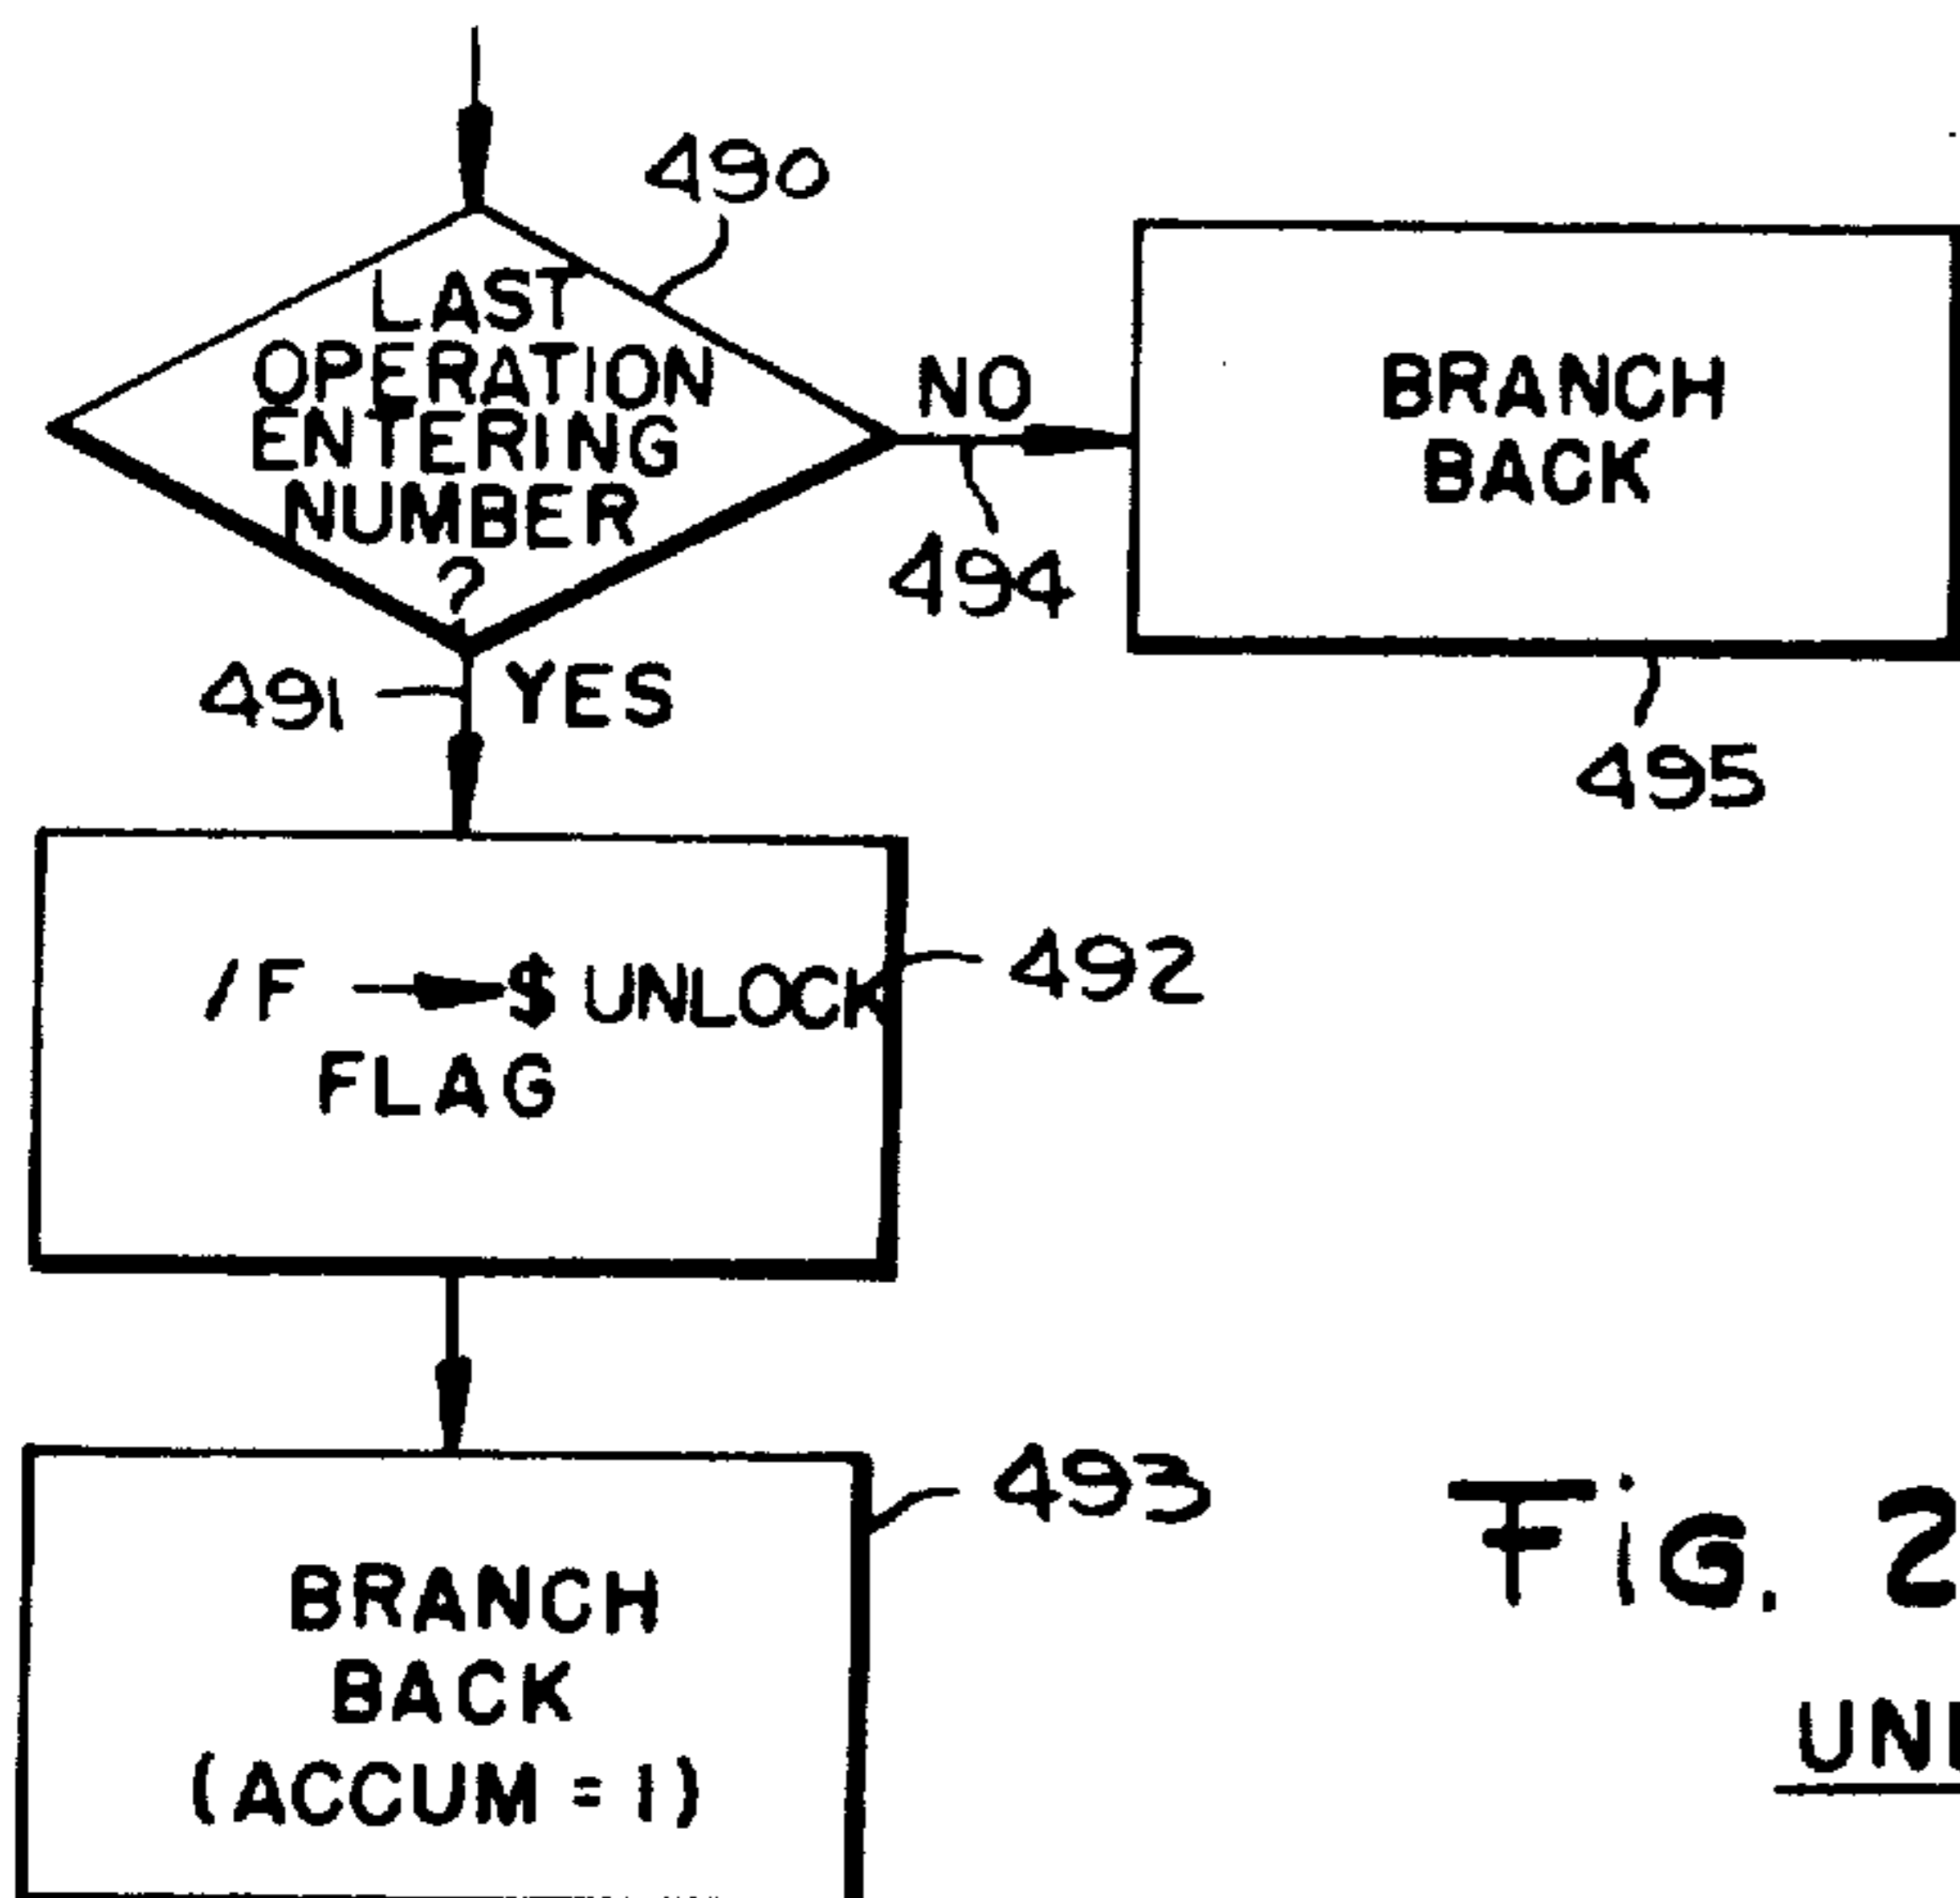 490
LAST
OPERATION
ENTERING
NUMBER
?
NO
494
BRANCH
BACK
495
491
YES
/F → $ UNLOCK
FLAG
492
493
BRANCH
BACK
(ACCUM = 1)
FiG. 2